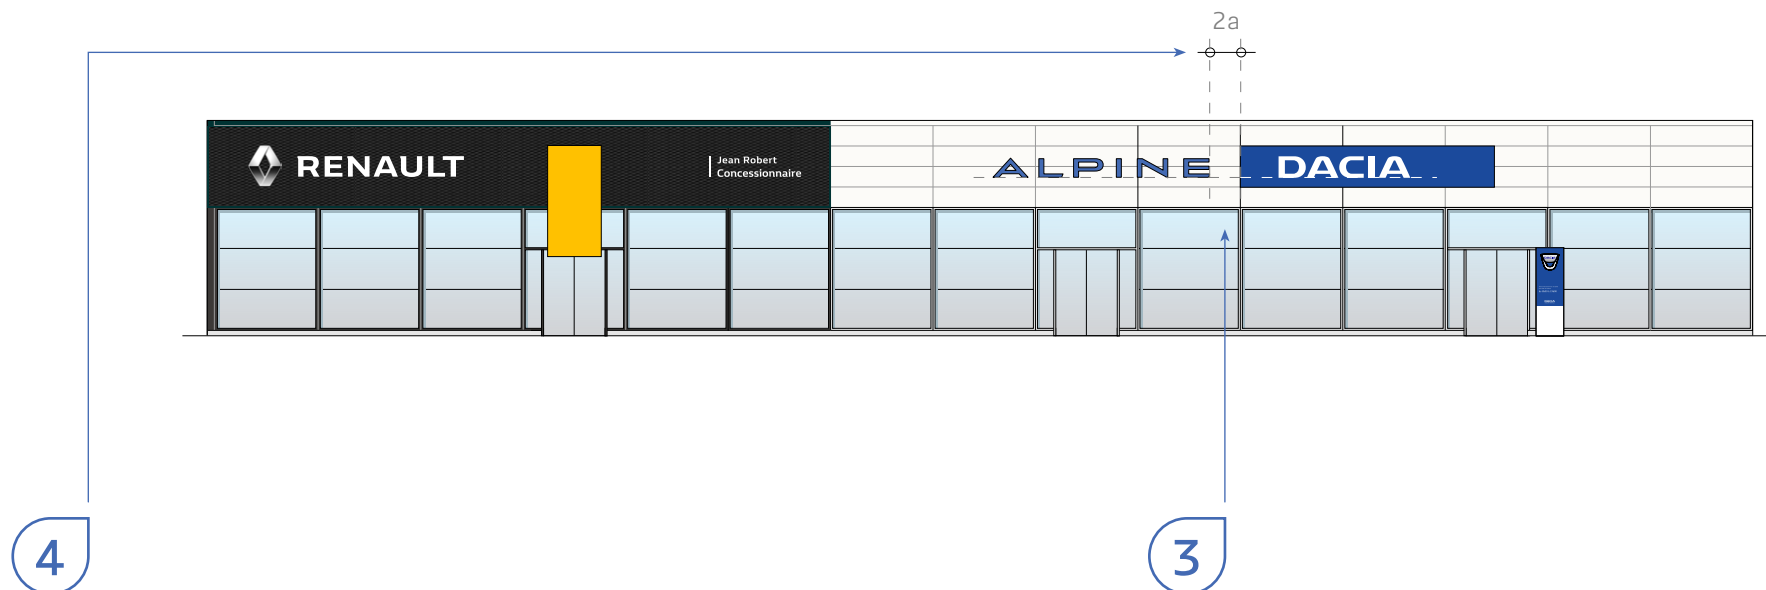 2a
RENAULT
Jean Robert
Concessionnaire
ALPINE
DACIA
4
3